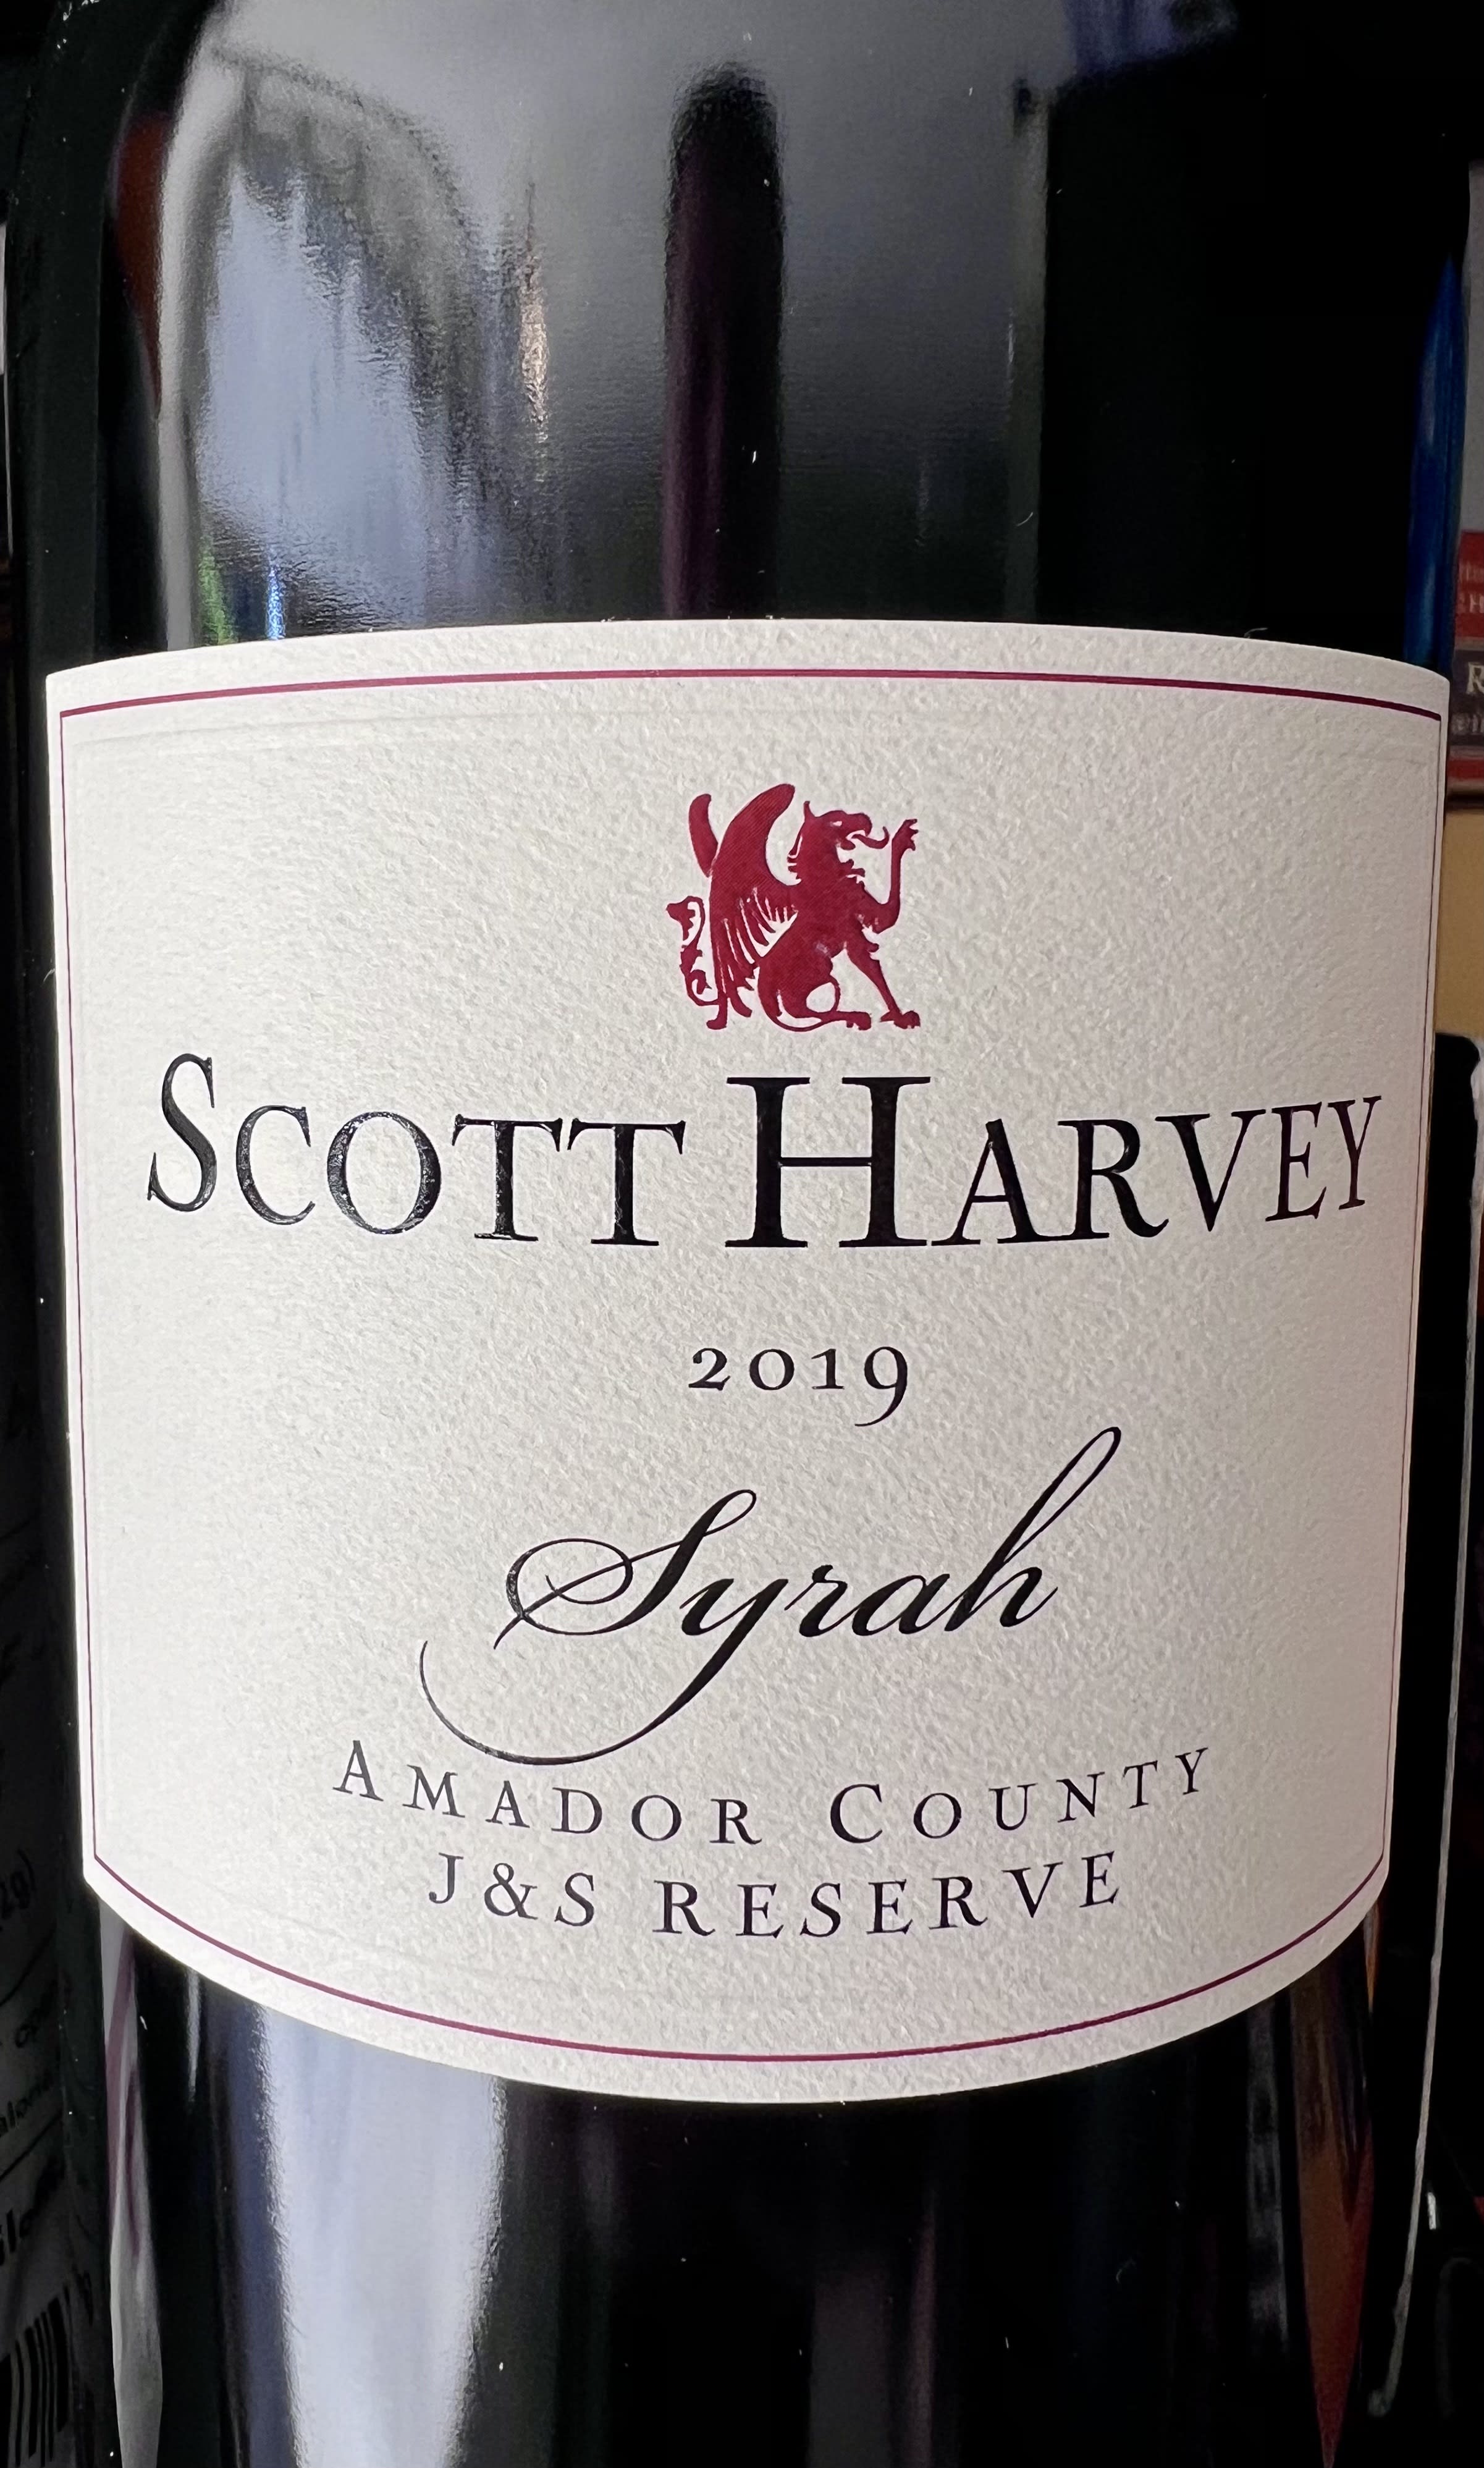 SCOTT HARVEY
2019
Syrah
AMADOR COUNTY
J&S RESERVE